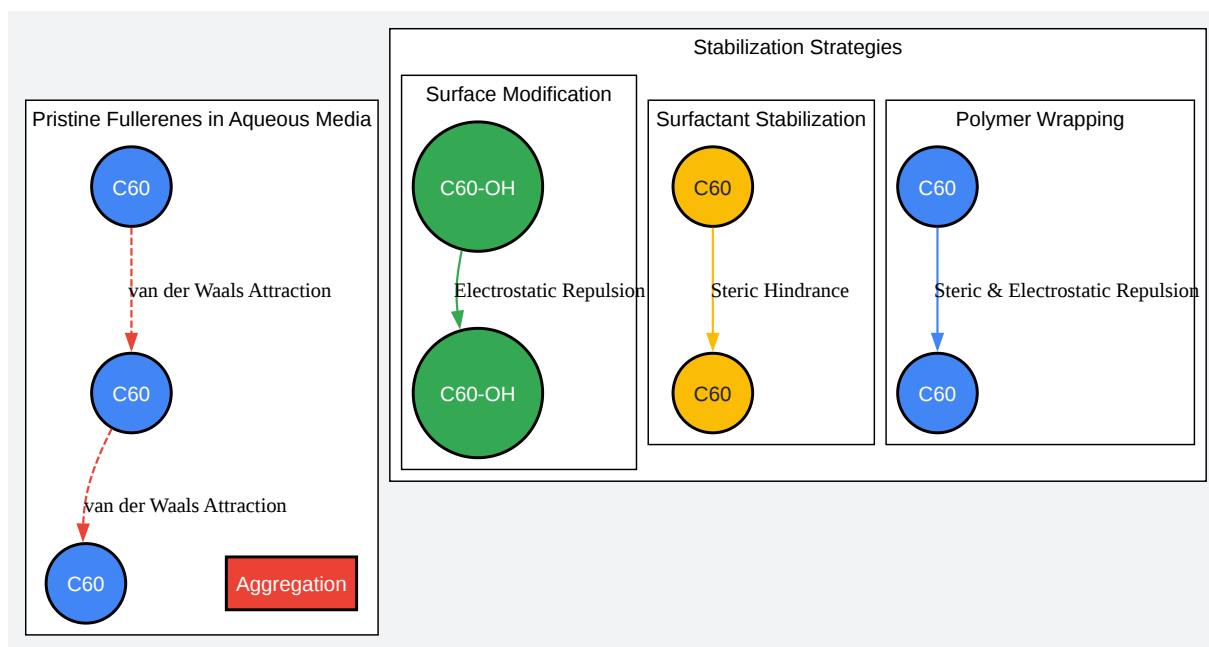 Pristine Fullerenes in Aqueous Media
C60
van der Waals Attraction
C60
van der Waals Attraction
C60
Aggregation
Stabilization Strategies
Surface Modification
C60-OH
Electrostatic Repulsion
C60-OH
Surfactant Stabilization
C60
Steric Hindrance
C60
Polymer Wrapping
C60
Steric & Electrostatic Repulsion
C60